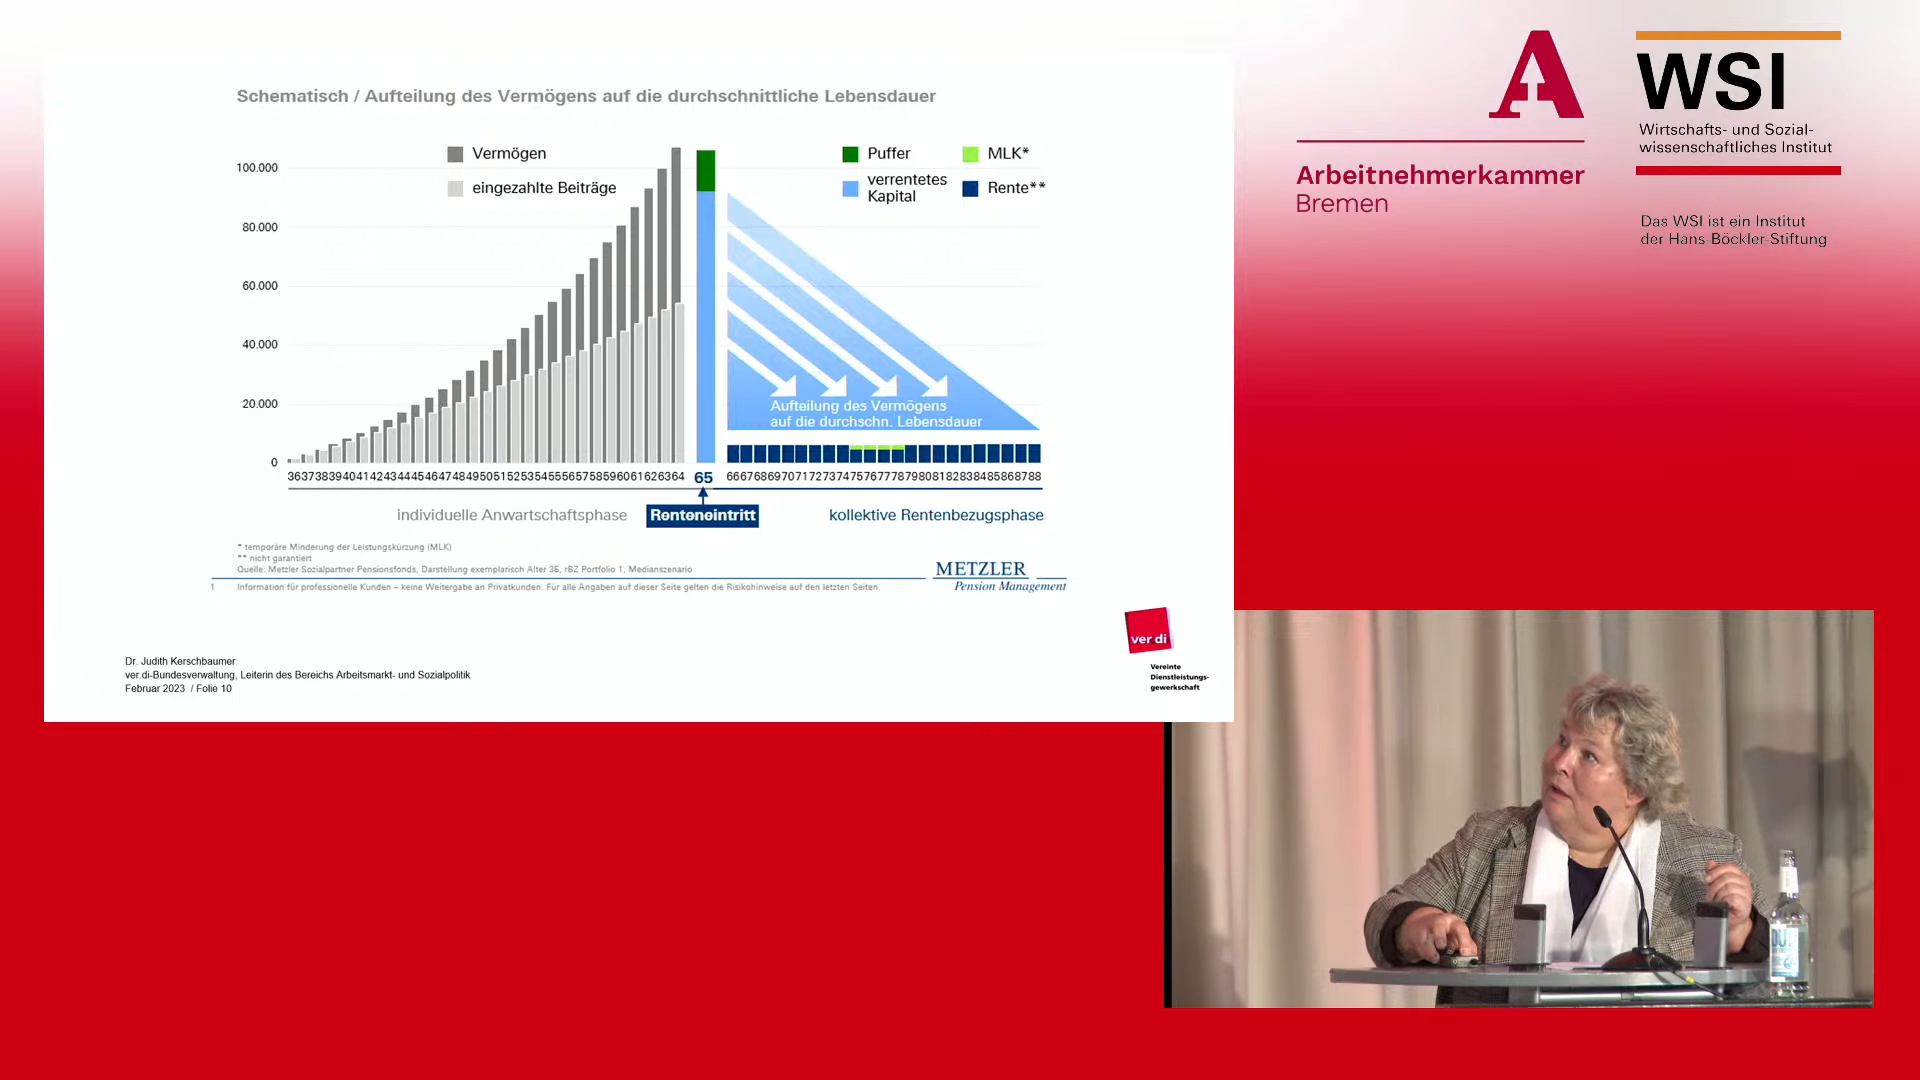 Schematisch / Aufteilung des Vermögens auf die durchschnittliche Lebensdauer
Vermögen
eingezahlte Beiträge
Puffer
MLK*
verrentetes
Kapital
Rente**
100.000
80.000
60.000
40.000
20.000
0
Aufteilung des Vermögens
auf die durchschn. Lebensdauer
36 37 38 39 40 41 42 43 44 45 46 47 48 49 50 51 52 53 54 55 56 57 58 59 60 61 62 63 64 65 66 67 68 69 70 71 72 73 74 75 76 77 78 79 80 81 82 83 84 85 86 87 88
individuelle Anwartschaftsphase
Renteneintritt
kollektive Rentenbezugsphase
* temporäre Minderung der Leistungskürzung (MLK)
** nicht garantiert
Quelle: Metzler Sozialpartner Pensionsfonds, Darstellung exemplarisch Alter 36, rBZ Portfolio 1, Medianszenario
METZLER
Pension Management
1 Information für professionelle Kunden – keine Weitergabe an Privatkunden. Für alle Angaben auf dieser Seite gelten die Risikohinweise auf den letzten Seiten.
Dr. Judith Kerschbaumer
ver.di-Bundesverwaltung, Leiterin des Bereichs Arbeitsmarkt- und Sozialpolitik
Februar 2023 / Folie 10
ver di
Vereinte
Dienstleistungs-
gewerkschaft
A
Arbeitnehmerkammer
Bremen
WSI
Wirtschafts- und Sozial-
wissenschaftliches Institut
Das WSI ist ein Institut
der Hans-Böckler-Stiftung